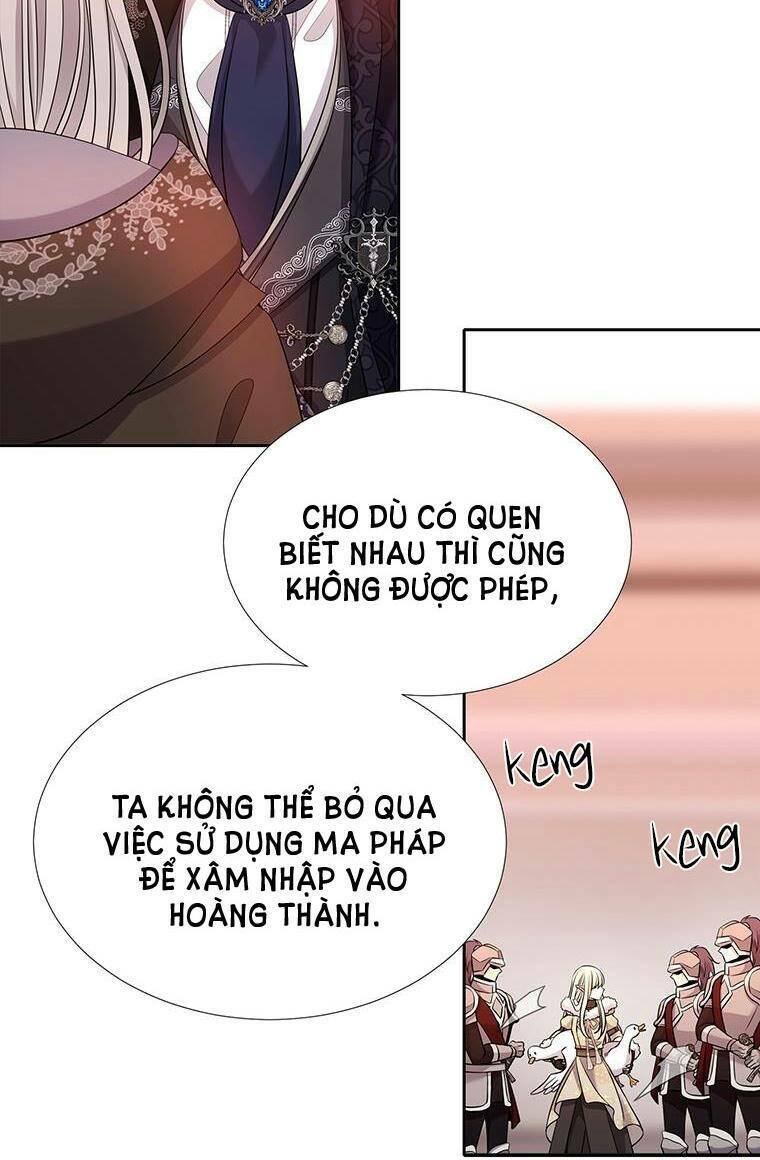 CHO DÙ CÓ QUEN
BIẾT NHAU THÌ CŨNG
KHÔNG ĐƯỢC PHÉP,
keng
keng
TA KHÔNG THỂ BỎ QUA
VIỆC SỬ DỤNG MA PHÁP
ĐỂ XÂM NHẬP VÀO
HOÀNG THÀNH.